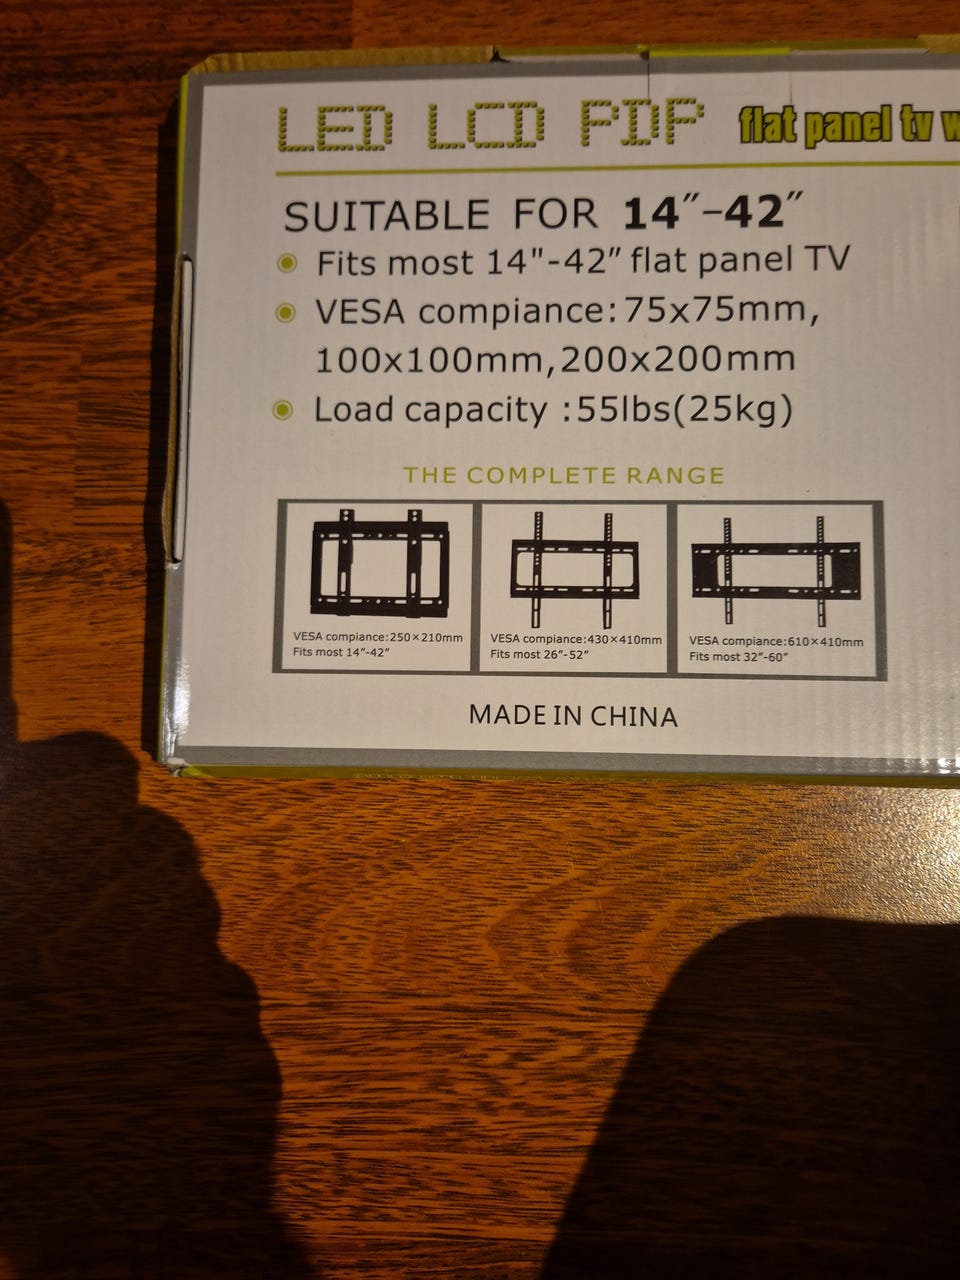 LED LCD PDP flat panel tv
SUITABLE FOR 14″-42″
Fits most 14"-42″ flat panel TV
VESA compiance:75x75mm,
100x100mm,200x200mm
Load capacity :55lbs(25kg)
THE COMPLETE RANGE
VESA compiance:250×210mm
Fits most 14″-42″
VESA compiance:430×410mm
Fits most 26″-52″
VESA compiance:610×410mm
Fits most 32″-60″
MADE IN CHINA